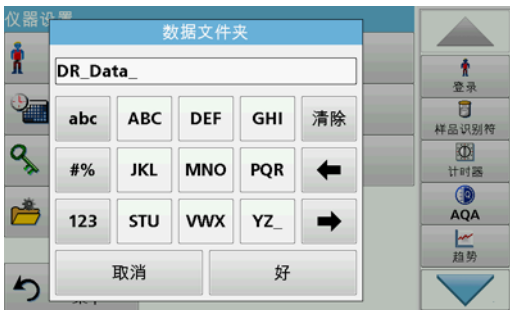 仪器设置
数据文件夹
DR_Data_
abc ABC DEF GHI 清除
#% JKL MNO PQR
123 STU VWX YZ_
取消 好
登录
样品识别符
计时器
AQA
趋势